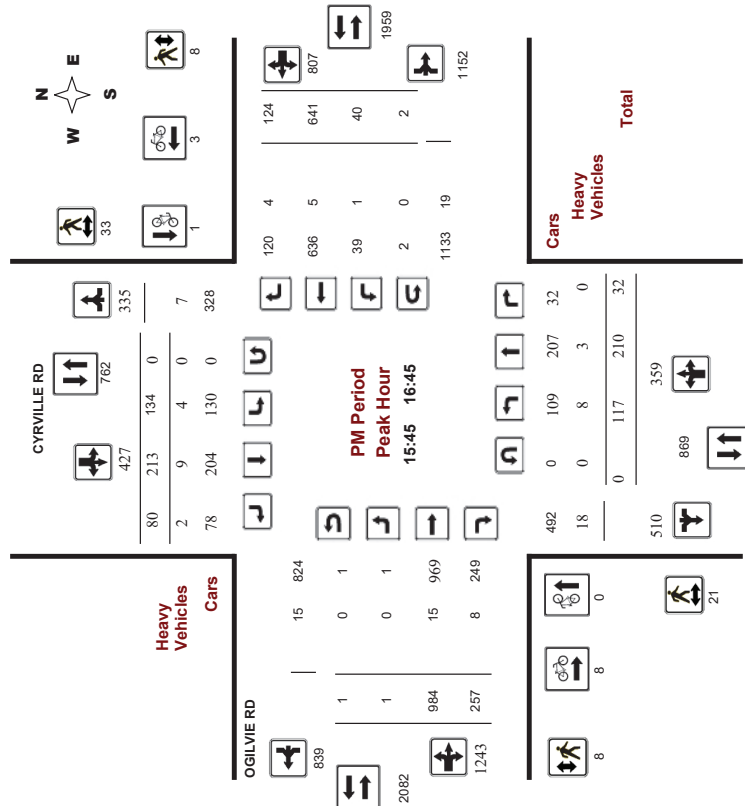 N
W E
S
8
3
33
1
CYRVILLE RD
762
427
335
80 213 134 0
2 9 4 0 7
78 204 130 0 328
Heavy
Vehicles
Cars
807
1959
1152
120 4 124
636 5 641
39 1 40
2 0 2
1133 19
PM Period
Peak Hour
15:45 16:45
OGILVIE RD
839
2082
1243
15 824
1 0 1
1 0 1
984 15 969
257 8 249
Cars
Heavy
Vehicles
Total
492 0 109 207 32
18 0 8 3 0
0 117 210 32
510
869
359
0
8
8
21